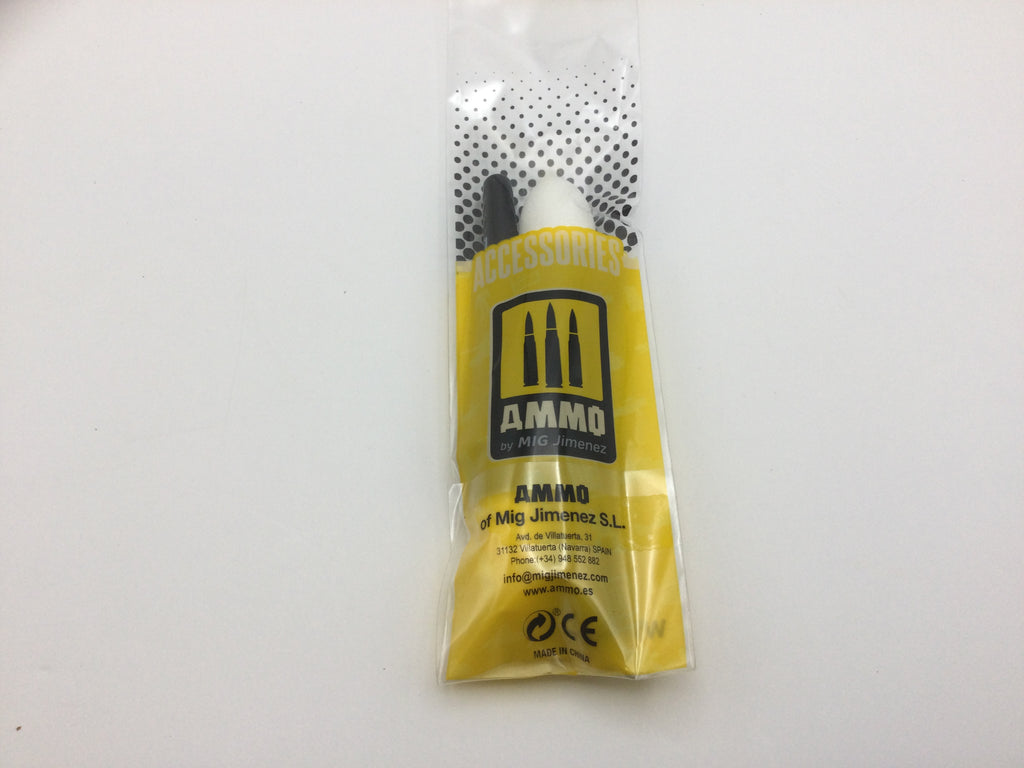 ACCESSORIES
AMMO
by MIG Jimenez
AMMO
of Mig Jimenez S.L.
Avd. de Villatuerta, 31
31132 Villatuerta (Navarra) SPAIN
Phone:(+34) 948 552 882
info@migjimenez.com
www.ammo.es
® CE
MADE IN CHINA